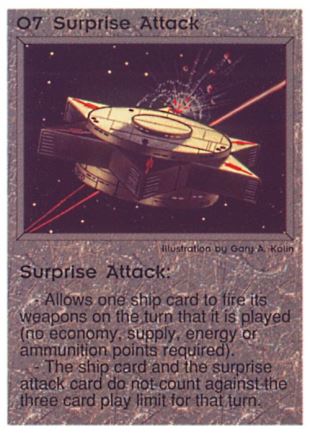 07 Surprise Attack
Illustration by Gary A. Kalin
Surprise Attack:
- Allows one ship card to fire its
weapons on the turn that it is played
(no economy, supply, energy or
ammunition points required).
- The ship card and the surprise
attack card do not count against the
three card play limit for that turn.